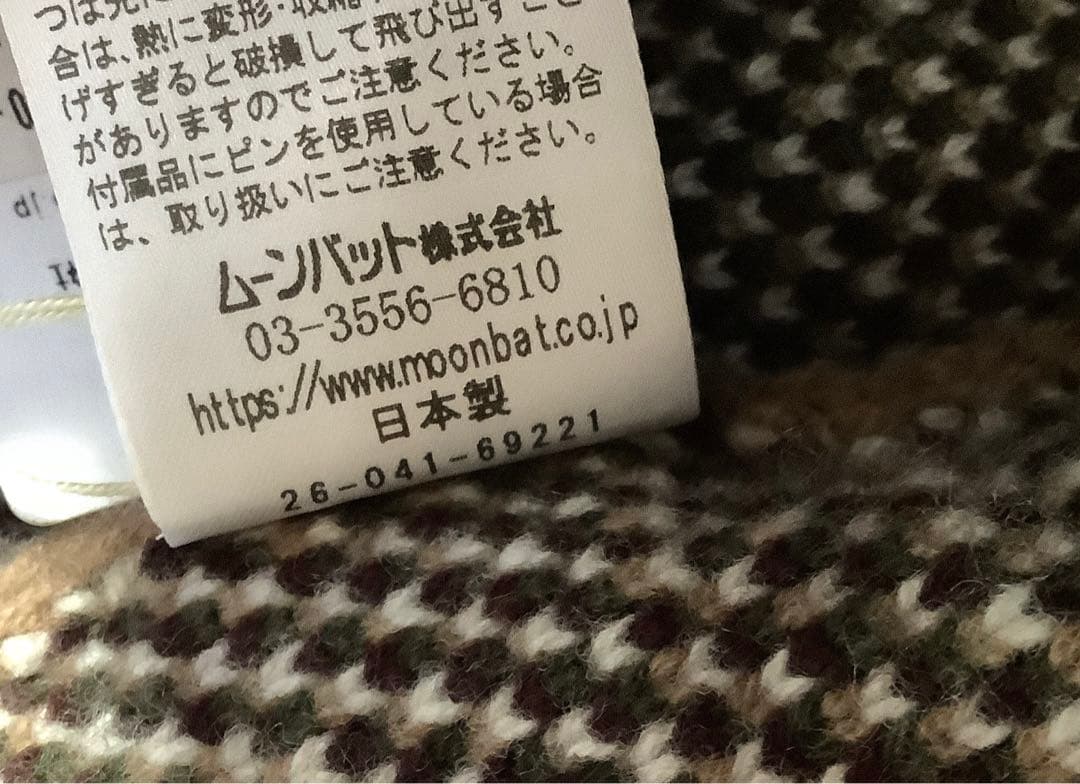 つは先に
合は、熱に変形・収縮
げすぎると破損して飛び出すこと
がありますのでご注意ください。
付属品にピンを使用している場合
は、取り扱いにご注意ください。
ムーンバット株式会社
03-3556-6810
https://www.moonbat.co.jp
日本製
26-041-69221